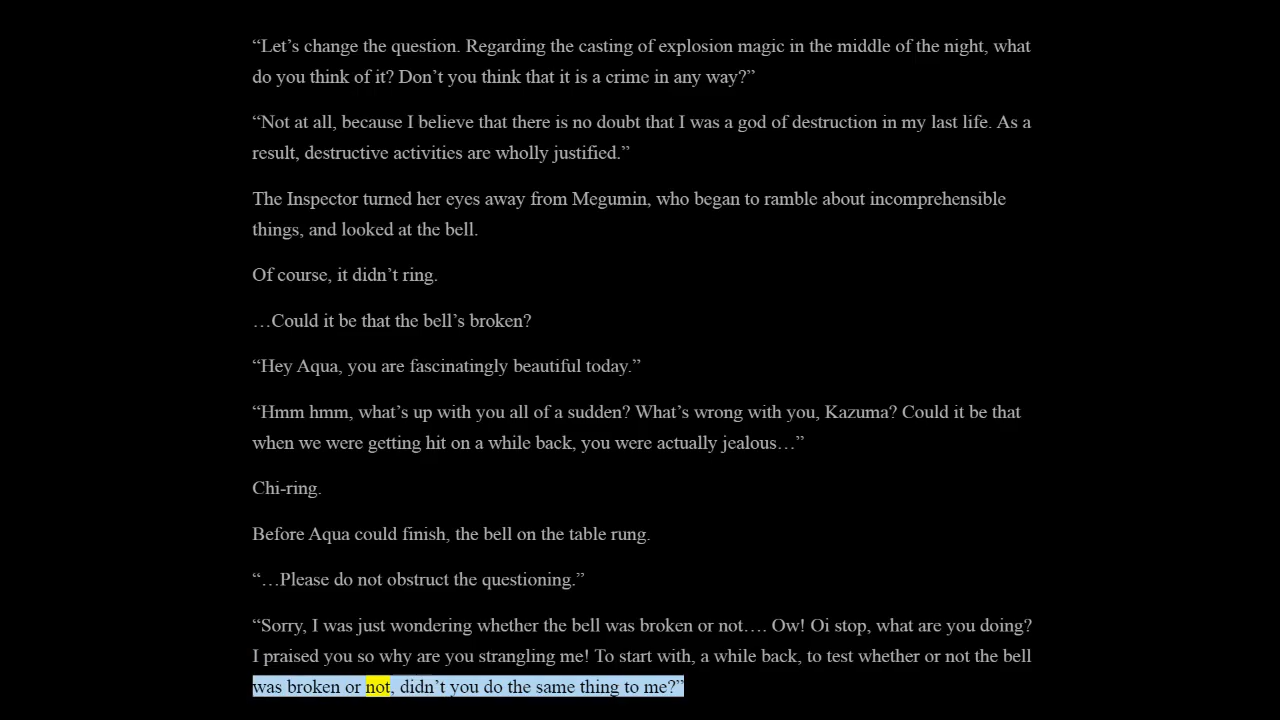 “Let’s change the question. Regarding the casting of explosion magic in the middle of the night, what
do you think of it? Don’t you think that it is a crime in any way?”
“Not at all, because I believe that there is no doubt that I was a god of destruction in my last life. As a
result, destructive activities are wholly justified.”
The Inspector turned her eyes away from Megumin, who began to ramble about incomprehensible
things, and looked at the bell.
Of course, it didn’t ring.
…Could it be that the bell’s broken?
“Hey Aqua, you are fascinatingly beautiful today.”
“Hmm hmm, what’s up with you all of a sudden? What’s wrong with you, Kazuma? Could it be that
when we were getting hit on a while back, you were actually jealous…”
Chi-ring.
Before Aqua could finish, the bell on the table rung.
“…Please do not obstruct the questioning.”
“Sorry, I was just wondering whether the bell was broken or not…. Ow! Oi stop, what are you doing?
I praised you so why are you strangling me! To start with, a while back, to test whether or not the bell
was broken or not, didn’t you do the same thing to me?”